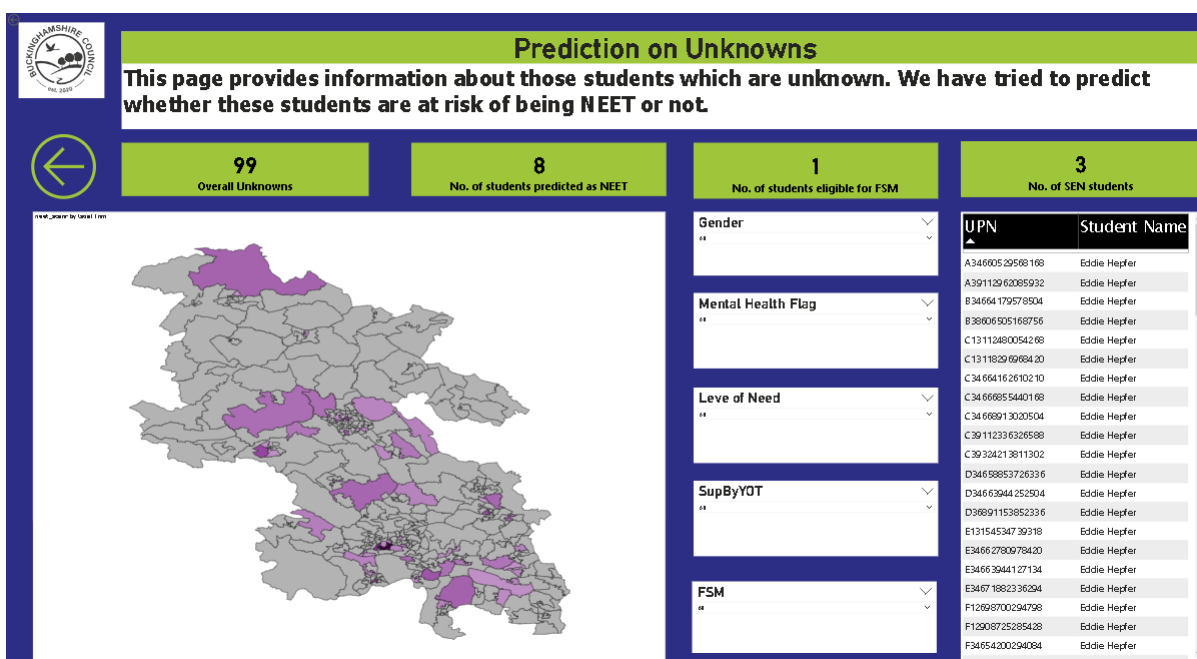 BUCKINGHAMSHIRE COUNCIL
est. 2020
Prediction on Unknowns
This page provides information about those students which are unknown. We have tried to predict
whether these students are at risk of being NEET or not.
99
Overall Unknowns
8
No. of students predicted as NEET
1
No. of students eligible for FSM
3
No. of SEN students
Gender
All
Mental Health Flag
All
Leve of Need
All
SupByYOT
All
FSM
All
UPN Student Name
A34660529568168 Eddie Hepfer
A39112962085932 Eddie Hepfer
B34664179578504 Eddie Hepfer
B38606505168756 Eddie Hepfer
C13112480054268 Eddie Hepfer
C13118296968420 Eddie Hepfer
C34664162610210 Eddie Hepfer
C34666855440168 Eddie Hepfer
C34668913020504 Eddie Hepfer
C39112336326588 Eddie Hepfer
C39324213811302 Eddie Hepfer
D34658853726336 Eddie Hepfer
D34663944252504 Eddie Hepfer
D36891153852336 Eddie Hepfer
E13154534739318 Eddie Hepfer
E34662780978420 Eddie Hepfer
E34663944127134 Eddie Hepfer
E34671882336294 Eddie Hepfer
F12698700294798 Eddie Hepfer
F12908725285428 Eddie Hepfer
F34654200294084 Eddie Hepfer